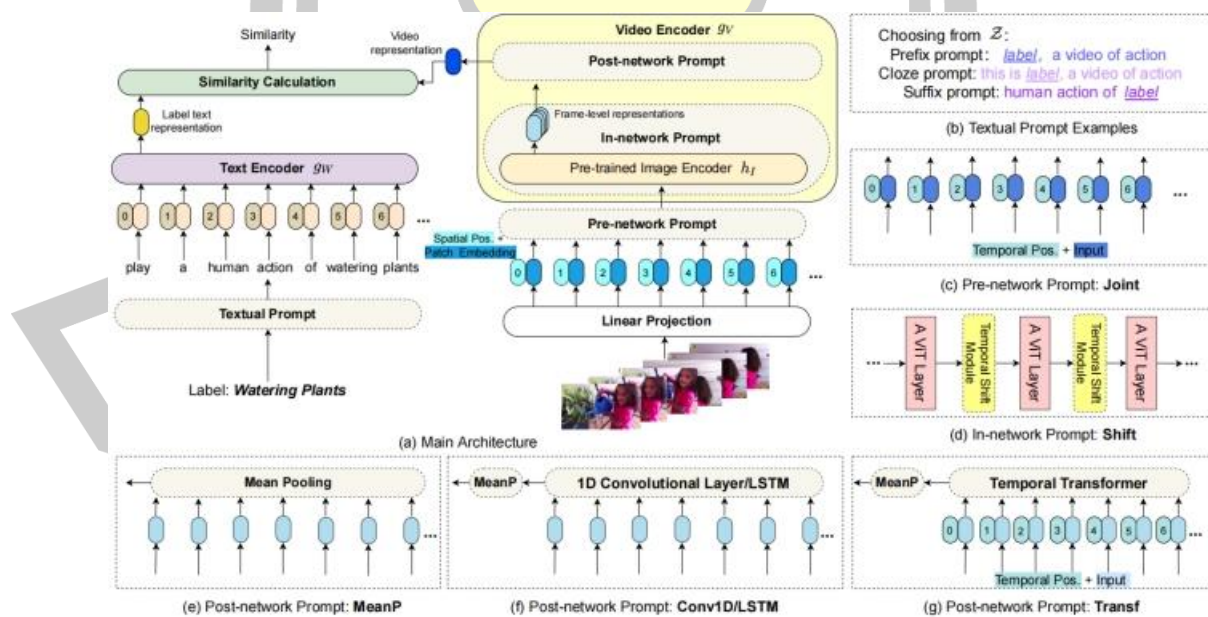 Similarity
Similarity Calculation
Label text
representation
Text Encoder gW
0 1 2 3 4 5 6 ...
play a human action of watering plants
Textual Prompt
Label: Watering Plants
Video
representation
Video Encoder gV
Post-network Prompt
Frame-level representations
In-network Prompt
Pre-trained Image Encoder hI
Pre-network Prompt
Spatial Pos. +
Patch Embedding
0 1 2 3 4 5 6 ...
Linear Projection
(a) Main Architecture
Choosing from Z:
Prefix prompt: label, a video of action
Cloze prompt: this is label, a video of action
Suffix prompt: human action of label
(b) Textual Prompt Examples
0 1 2 3 4 5 6 ...
Temporal Pos. + Input
(c) Pre-network Prompt: Joint
... A ViT Layer Temporal Shift Module A ViT Layer Temporal Shift Module A ViT Layer ...
(d) In-network Prompt: Shift
Mean Pooling
...
(e) Post-network Prompt: MeanP
MeanP 1D Convolutional Layer/LSTM
...
(f) Post-network Prompt: Conv1D/LSTM
MeanP Temporal Transformer
0 1 2 3 4 5 6 ...
Temporal Pos. + Input
(g) Post-network Prompt: Transf